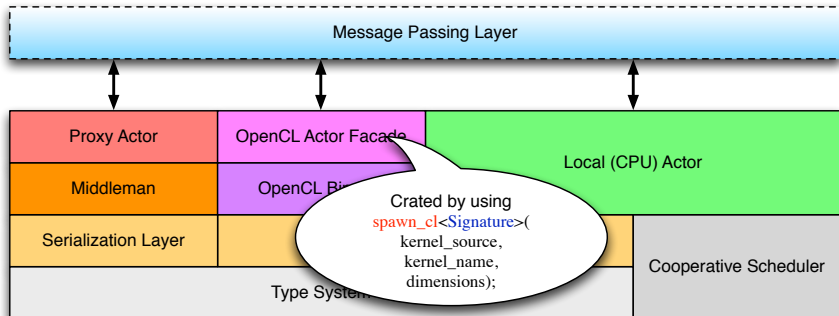 Message Passing Layer
Proxy Actor
OpenCL Actor Facade
Local (CPU) Actor
Middleman
OpenCL Bin
Crated by using
spawn_cl<Signature>(
kernel_source,
kernel_name,
dimensions);
Serialization Layer
Cooperative Scheduler
Type System